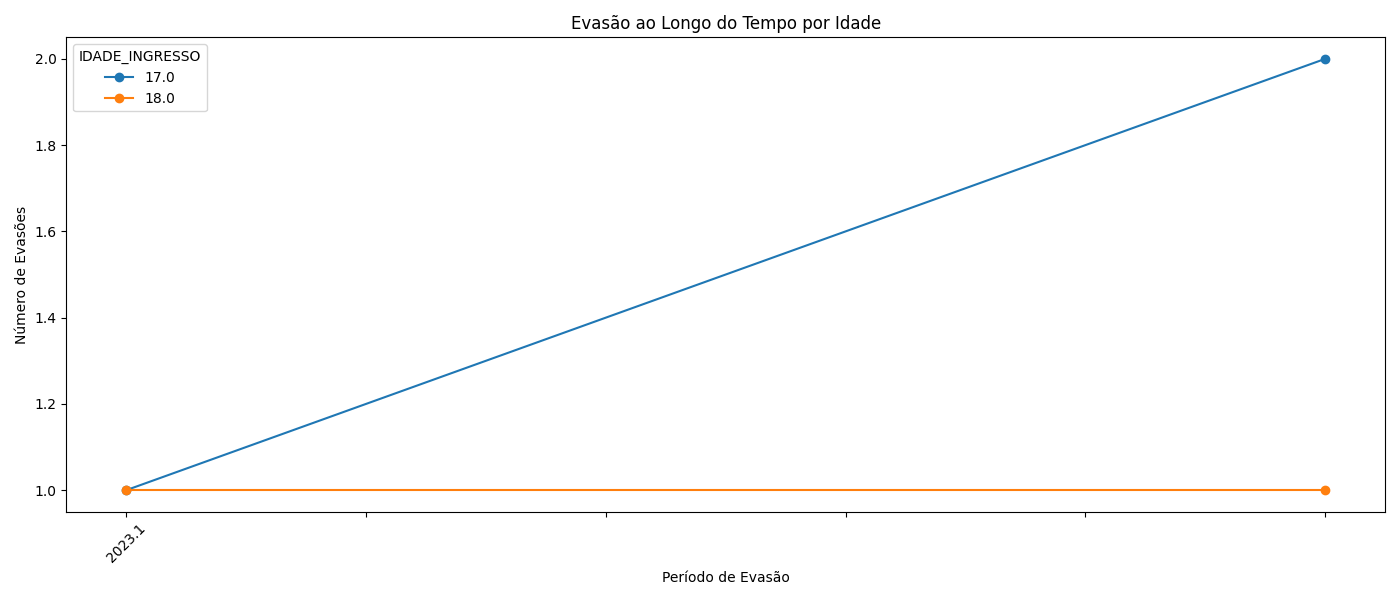 Evasão ao Longo do Tempo por Idade
IDADE_INGRESSO
17.0
18.0
2.0
1.8
1.6
1.4
1.2
1.0
Número de Evasões
2023.1
Período de Evasão